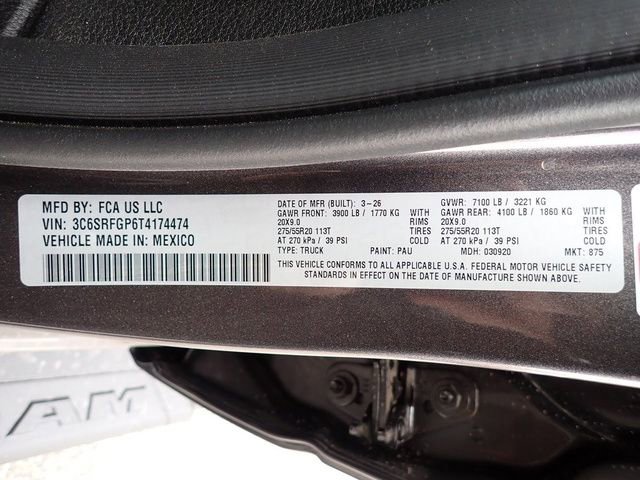 MFD BY: FCA US LLC
VIN: 3C6SRFGP6T4174474
VEHICLE MADE IN: MEXICO
DATE OF MFR (BUILT): 3-26 GVWR: 7100 LB / 3221 KG
GAWR FRONT: 3900 LB / 1770 KG WITH GAWR REAR: 4100 LB / 1860 KG WITH
20X9.0 RIMS 20X9.0 RIMS
275/55R20 113T TIRES 275/55R20 113T TIRES
AT 270 kPa / 39 PSI COLD AT 270 kPa / 39 PSI COLD
TYPE: TRUCK PAINT: PAU MDH: 030920 MKT: 875
THIS VEHICLE CONFORMS TO ALL APPLICABLE U.S.A. FEDERAL MOTOR VEHICLE SAFETY
STANDARDS IN EFFECT ON THE DATE OF MANUFACTURE SHOWN ABOVE.
RAM